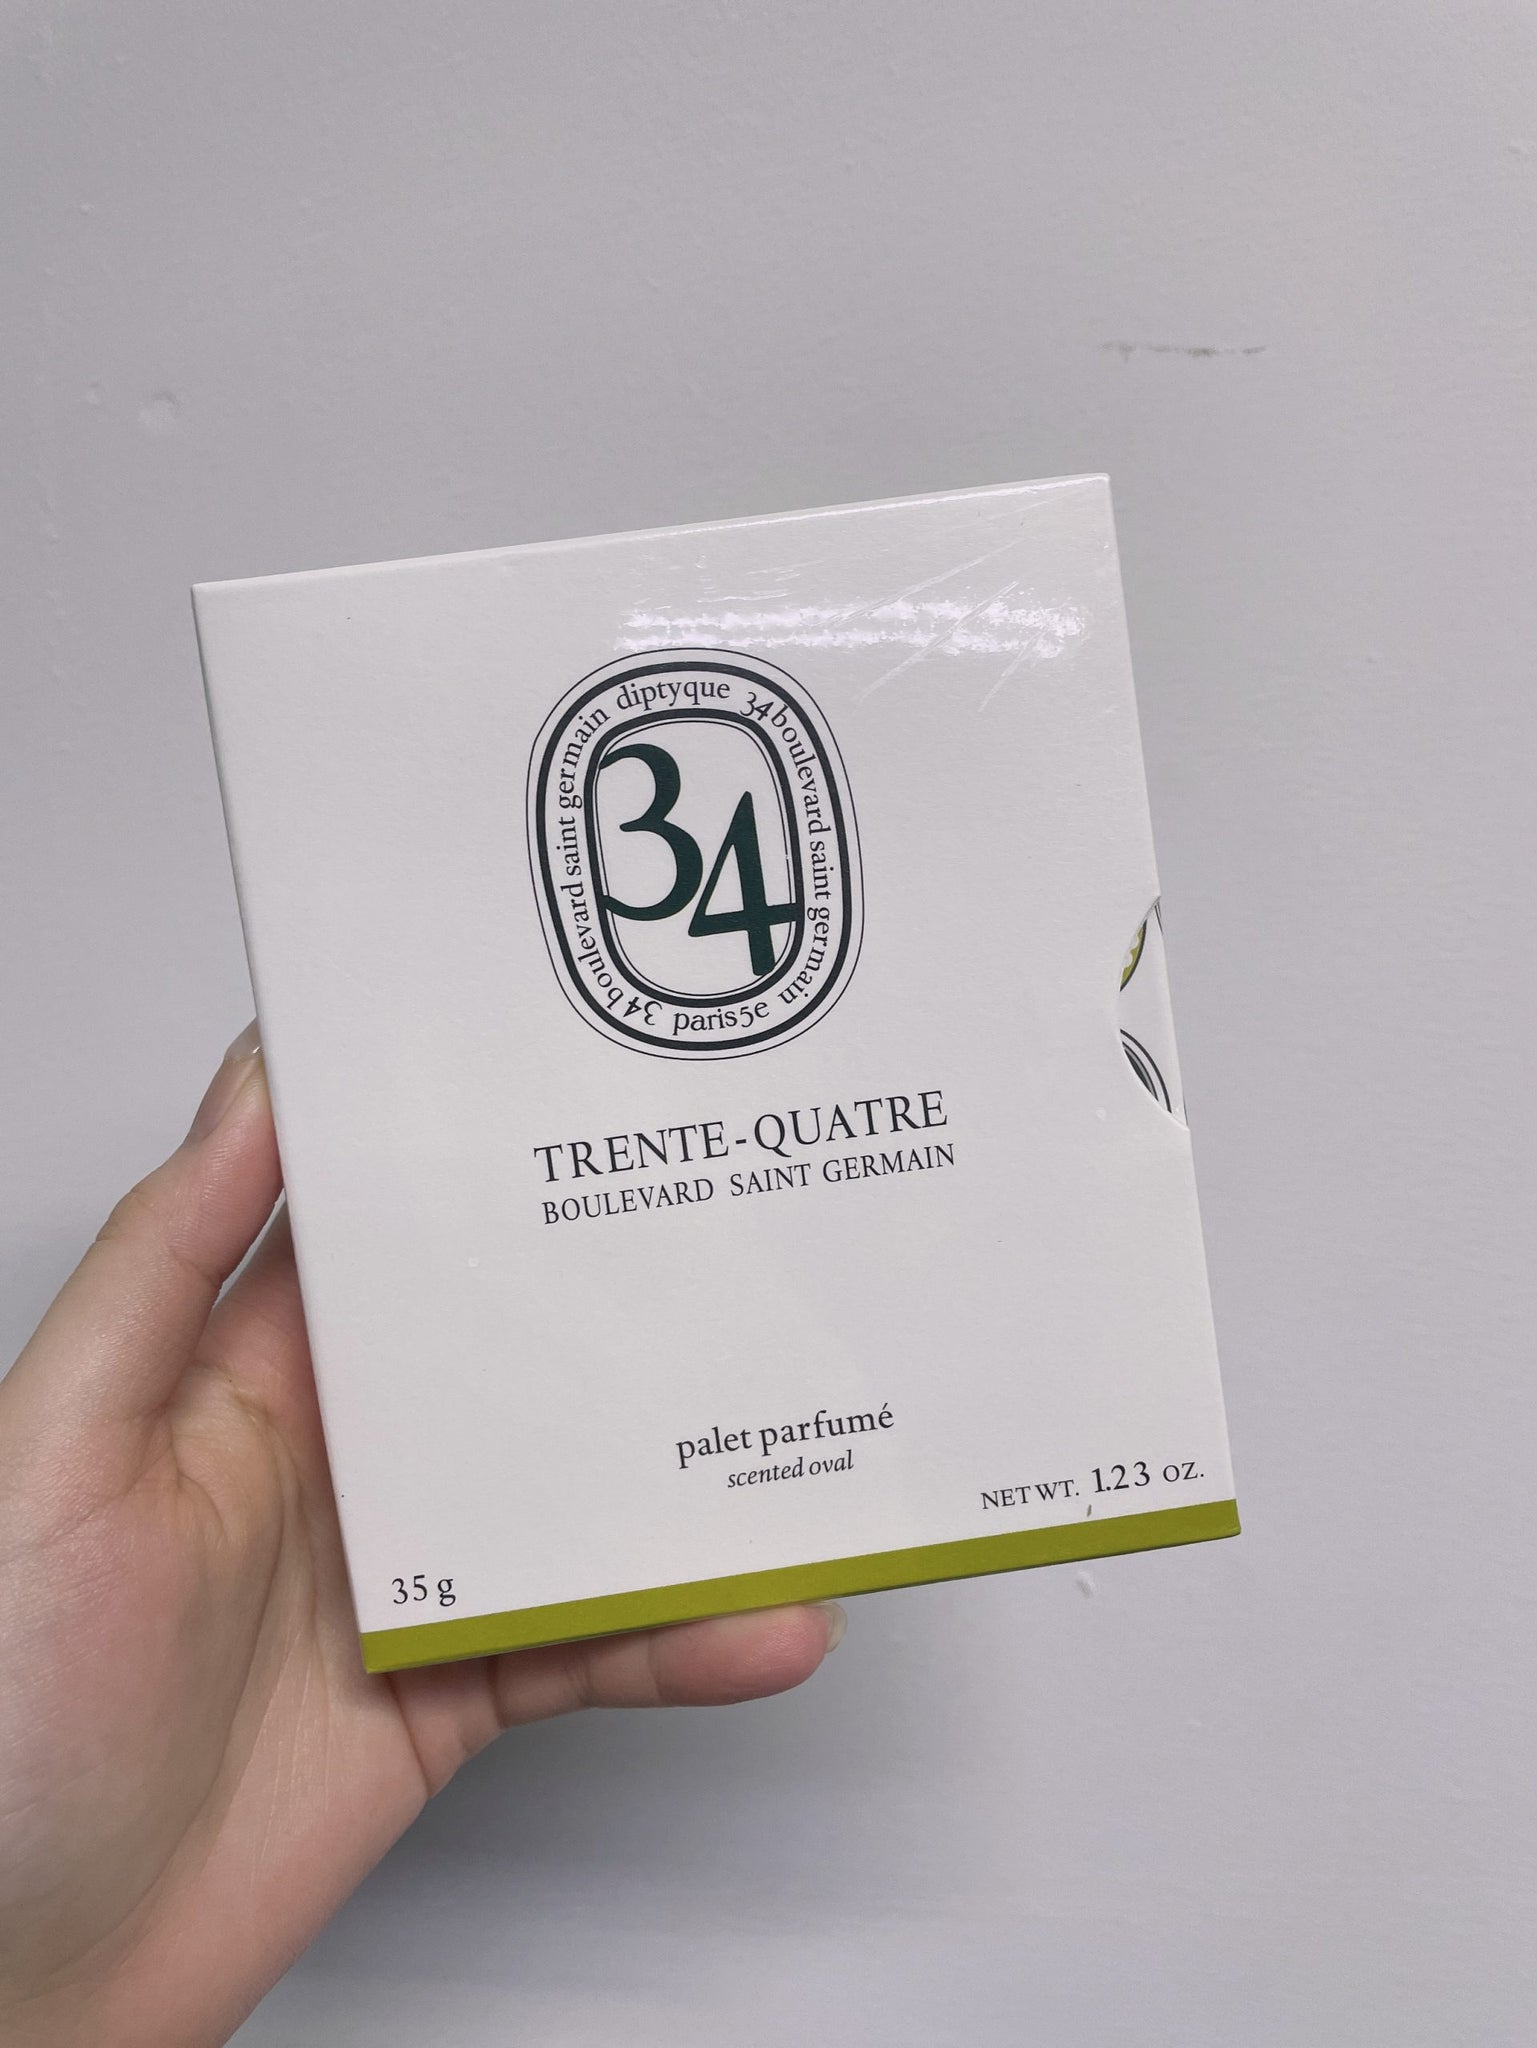 diptyque 34 boulevard saint germain paris 5e 34 boulevard saint germain
34
TRENTE-QUATRE
BOULEVARD SAINT GERMAIN
palet parfumé
scented oval
NET WT. 1.23 OZ.
35 g